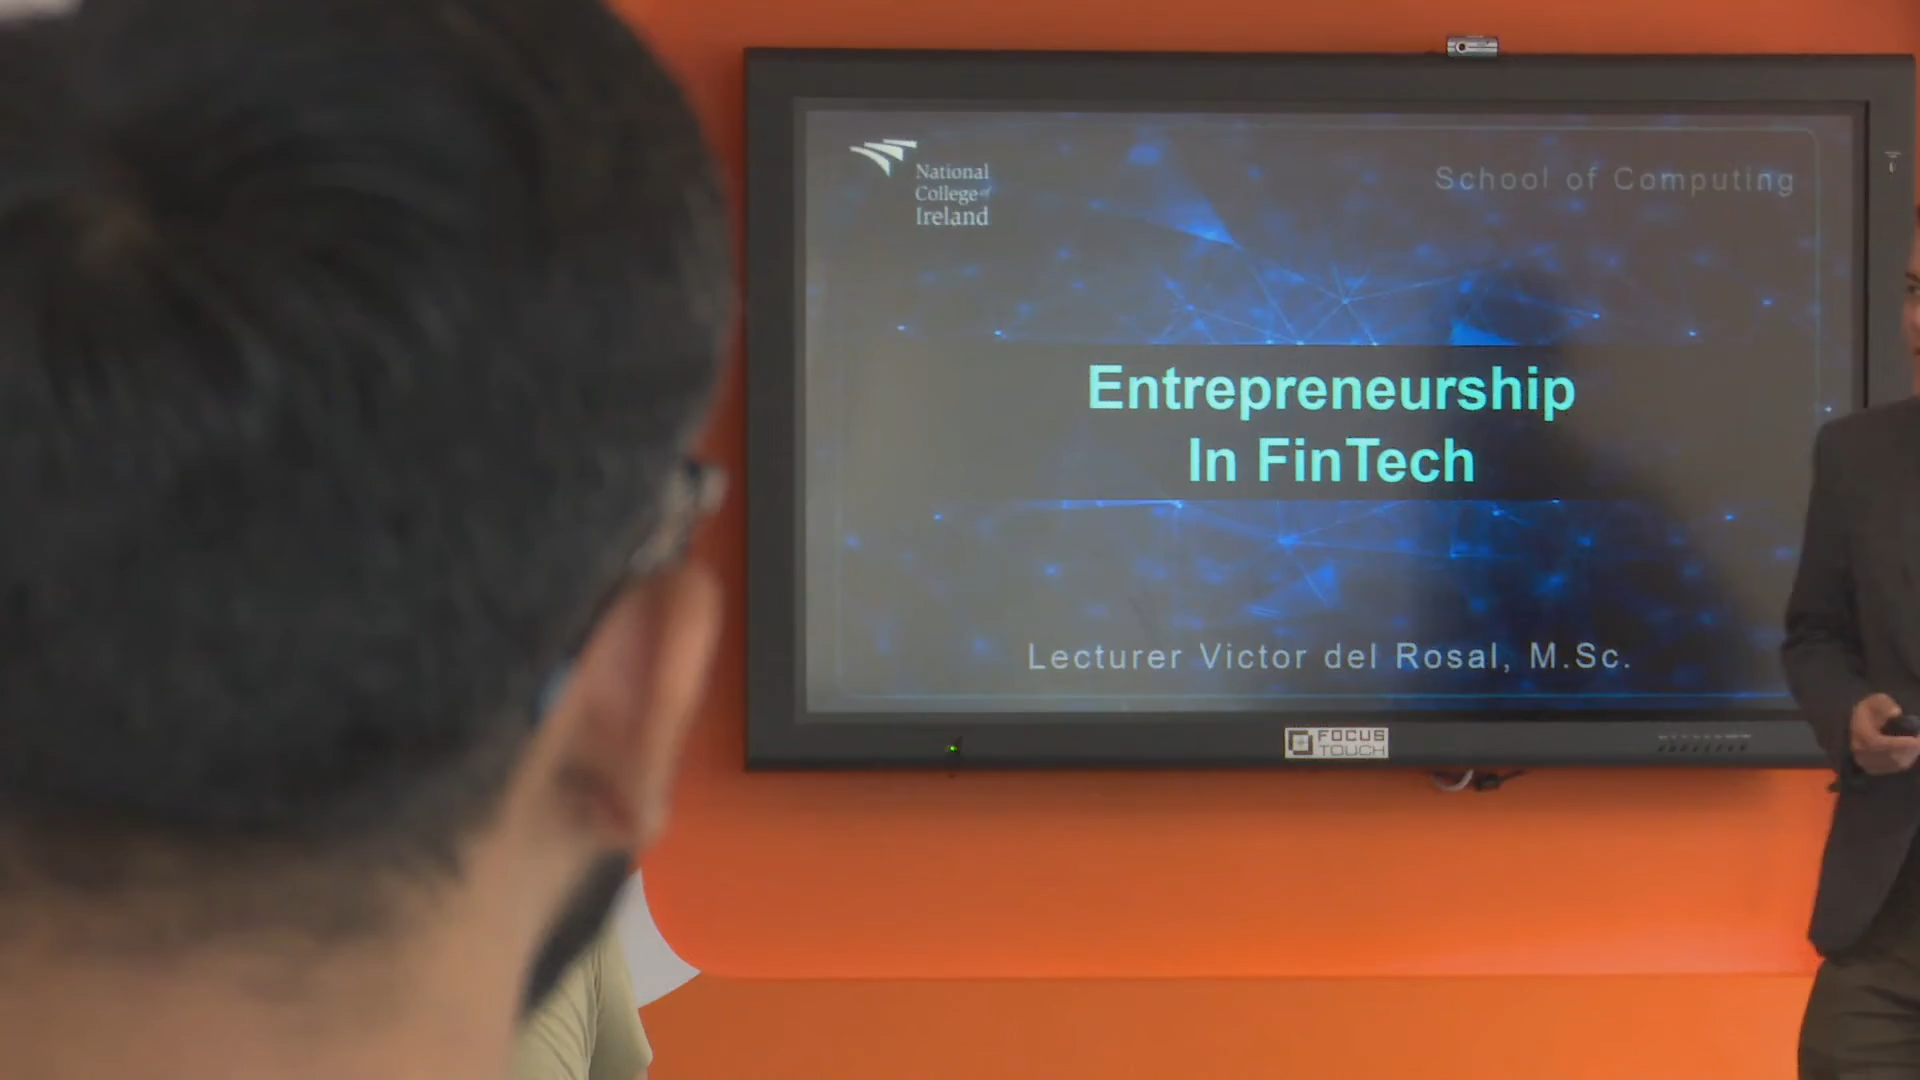 National
College of
Ireland
School of Computing
Entrepreneurship
In FinTech
Lecturer Victor del Rosal, M.Sc.
FOCUS
TOUCH